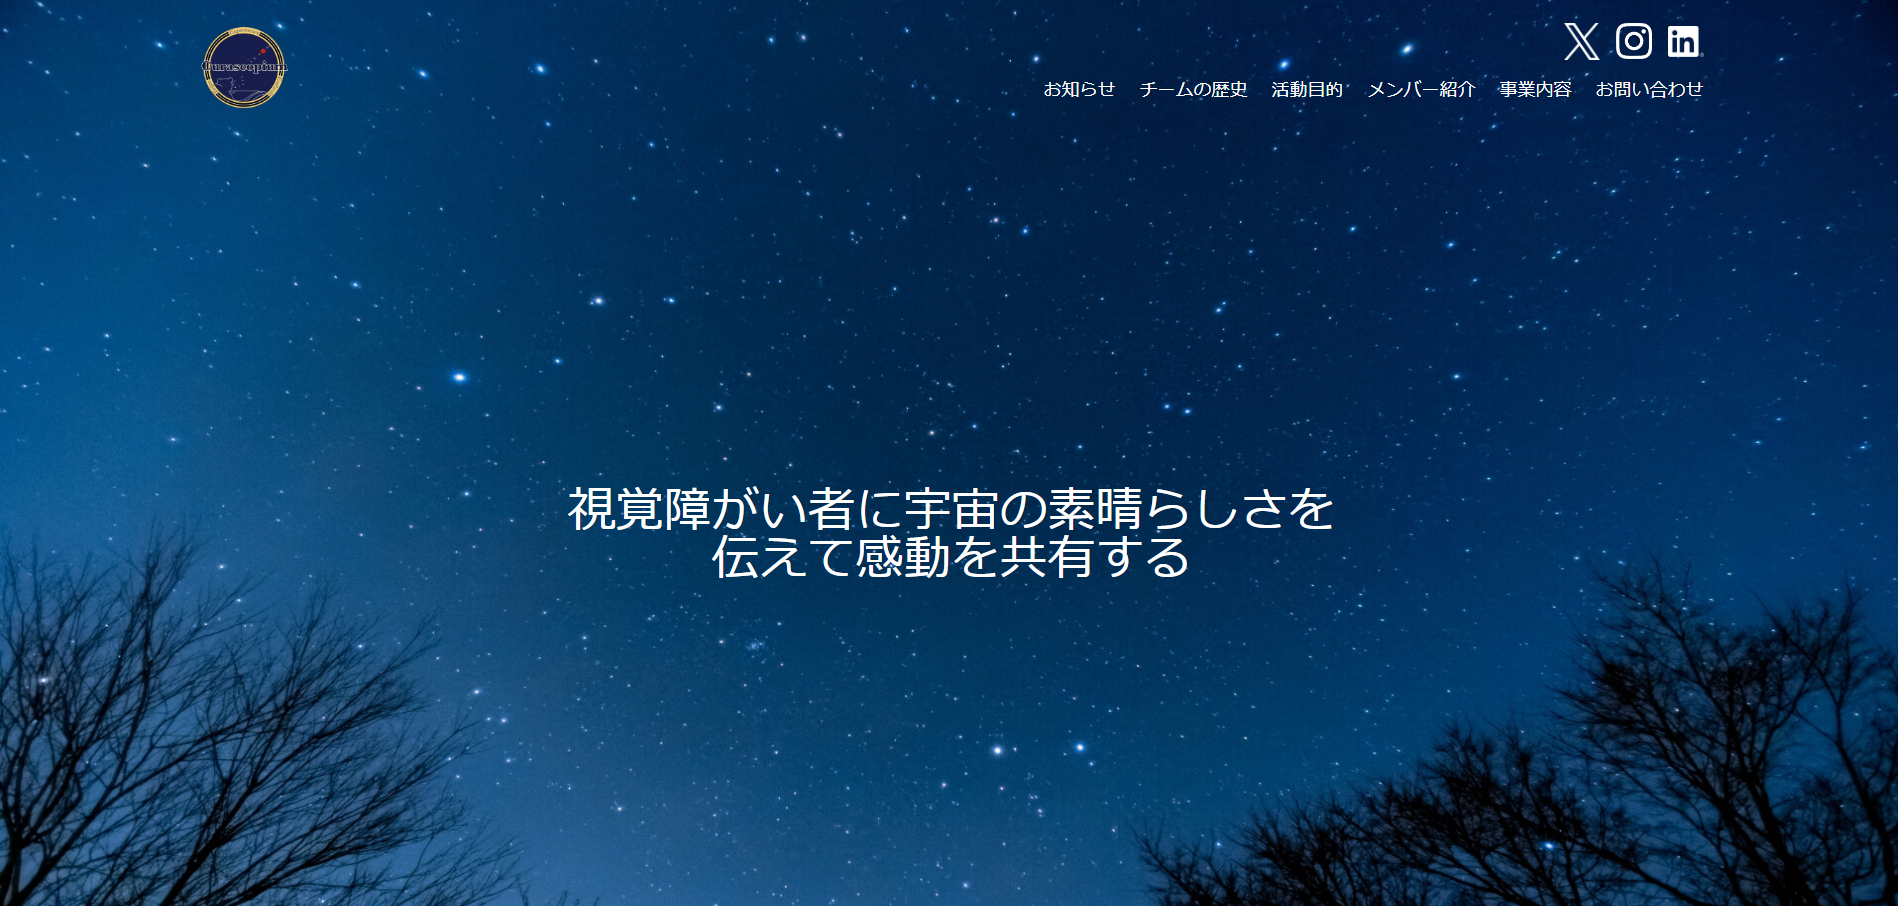 お知らせ チームの歴史 活動目的 メンバー紹介 事業内容 お問い合わせ
視覚障がい者に宇宙の素晴らしさを
伝えて感動を共有する